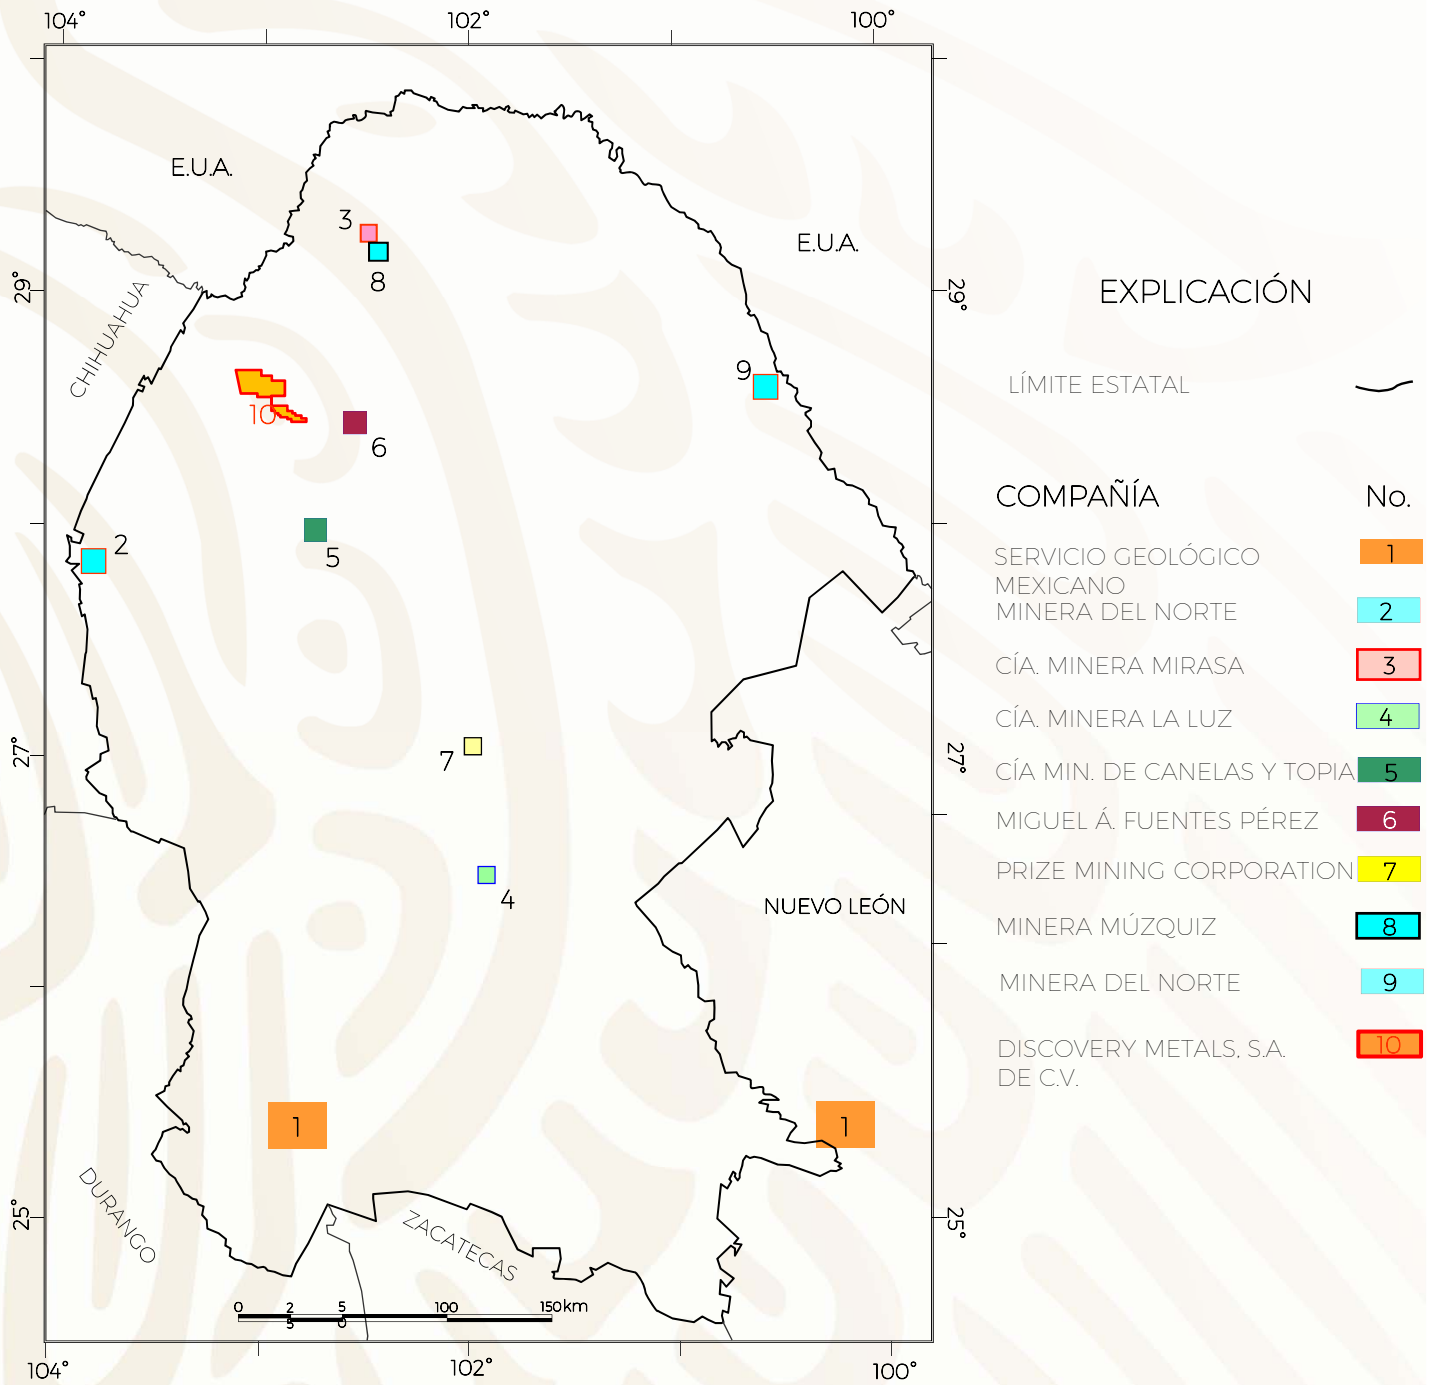 104°
102°
100°
E.U.A.
3
E.U.A.
8
29°
29°
EXPLICACIÓN
CHIHUAHUA
9
LÍMITE ESTATAL
10
6
COMPAÑÍA
No.
2
5
SERVICIO GEOLÓGICO
MEXICANO
1
MINERA DEL NORTE
2
CÍA. MINERA MIRASA
3
CÍA. MINERA LA LUZ
4
27°
7
27°
CÍA MIN. DE CANELAS Y TOPIA
5
MIGUEL Á. FUENTES PÉREZ
6
PRIZE MINING CORPORATION
7
4
NUEVO LEÓN
MINERA MÚZQUIZ
8
MINERA DEL NORTE
9
DISCOVERY METALS, S.A.
DE C.V.
10
1
1
DURANGO
25°
ZACATECAS
25°
0
2
5
5
0
100
150km
104°
102°
100°